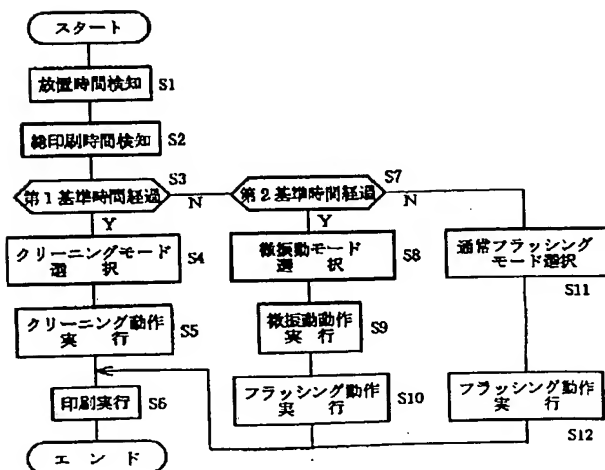 スタート
放置時間検知 S1
総印刷時間検知 S2
第1基準時間経過 S3
N
Y
第2基準時間経過 S7
N
Y
クリーニングモード
選 択 S4
微振動モード
選 択 S8
通常フラッシング
モード選択
S11
クリーニング動作
実 行 S5
微振動動作
実 行 S9
印刷実行 S6
フラッシング動作
実 行 S10
フラッシング動作
実 行
S12
エ ン ド